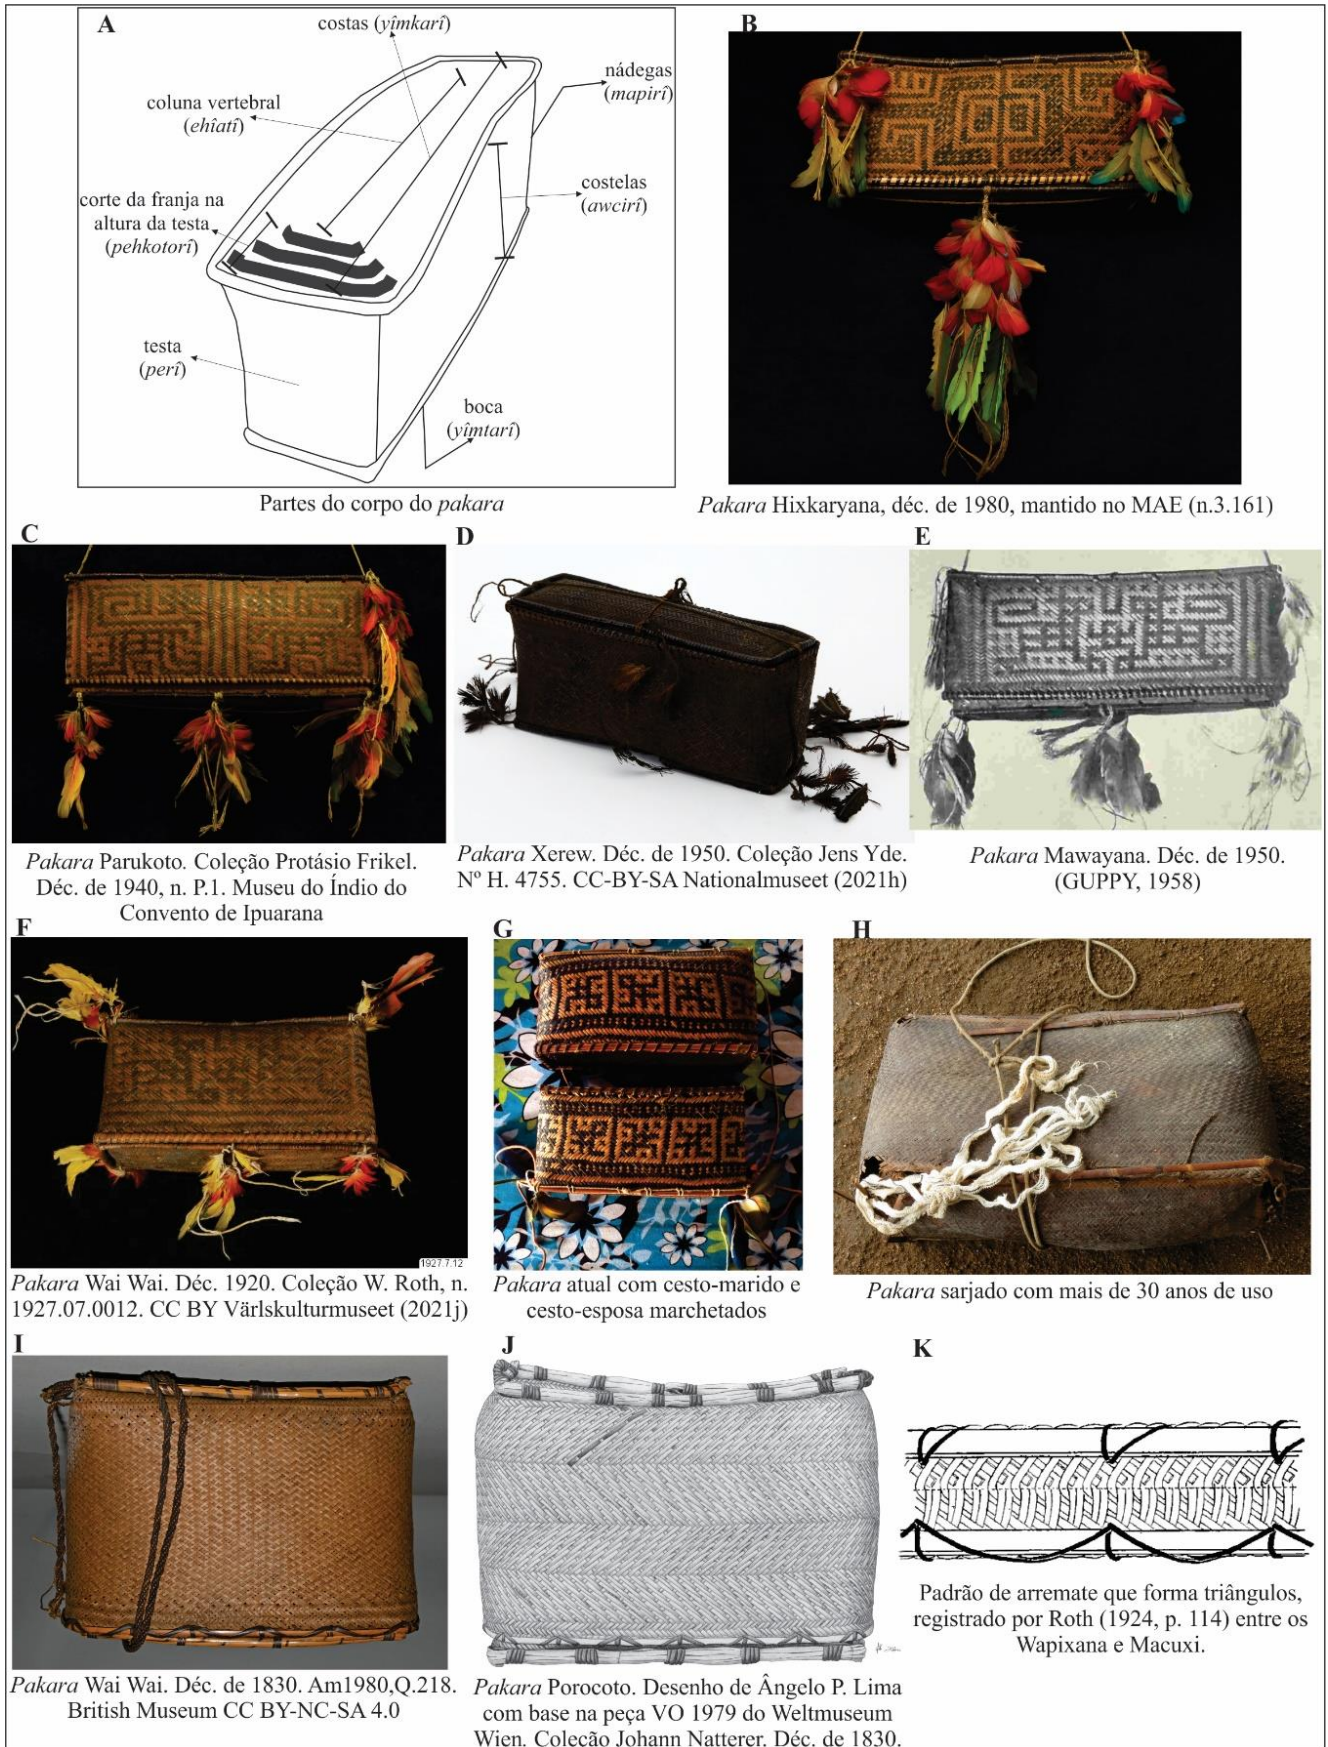 A
costas (yîmkarî)
nádegas
(mapirî)
coluna vertebral
(ehîatî)
costelas
(awcirî)
corte da franja na
altura da testa
(pehkotorî)
testa
(perî)
boca
(yîmtarî)
Partes do corpo do pakara
B
Pakara Hixkaryana, déc. de 1980, mantido no MAE (n.3.161)
C
Pakara Parukoto. Coleção Protásio Frikel.
Déc. de 1940, n. P.1. Museu do Índio do
Convento de Ipuarana
D
Pakara Xerew. Déc. de 1950. Coleção Jens Yde.
Nº H. 4755. CC-BY-SA Nationalmuseet (2021h)
E
Pakara Mawayana. Déc. de 1950.
(GUPPY, 1958)
F
1927.7.12
Pakara Wai Wai. Déc. 1920. Coleção W. Roth, n.
1927.07.0012. CC BY Värlskulturmuseet (2021j)
G
Pakara atual com cesto-marido e
cesto-esposa marchetados
H
Pakara sarjado com mais de 30 anos de uso
I
Pakara Wai Wai. Déc. de 1830. Am1980,Q.218.
British Museum CC BY-NC-SA 4.0
J
Pakara Porocoto. Desenho de Ângelo P. Lima
com base na peça VO 1979 do Weltmuseum
Wien. Coleção Johann Natterer. Déc. de 1830.
K
Padrão de arremate que forma triângulos,
registrado por Roth (1924, p. 114) entre os
Wapixana e Macuxi.